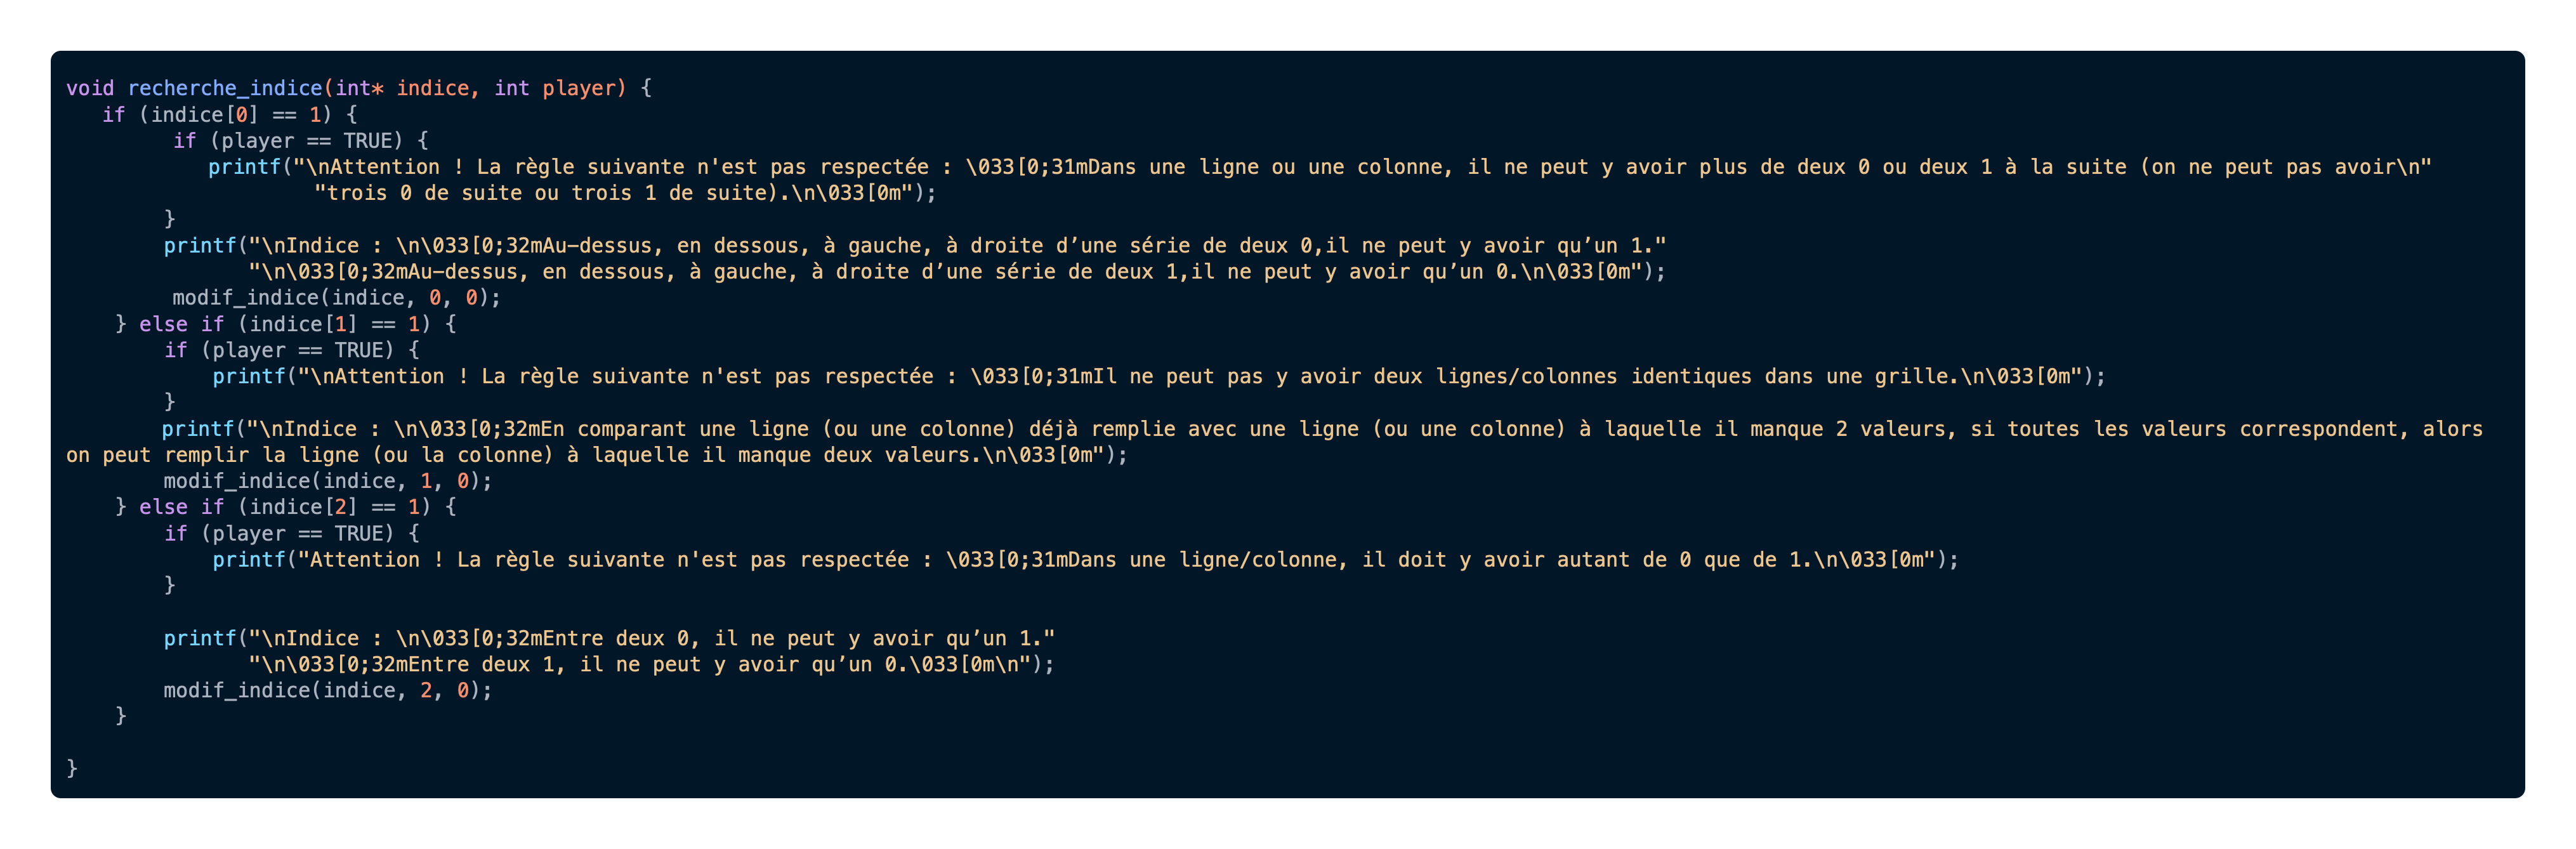 void recherche_indice(int* indice, int player) {
if (indice[0] == 1) {
if (player == TRUE) {
printf("\nAttention ! La règle suivante n'est pas respectée : \033[0;31mDans une ligne ou une colonne, il ne peut y avoir plus de deux 0 ou deux 1 à la suite (on ne peut pas avoir\n"
"trois 0 de suite ou trois 1 de suite).\n\033[0m");
}
printf("\nIndice : \n\033[0;32mAu-dessus, en dessous, à gauche, à droite d’une série de deux 0,il ne peut y avoir qu’un 1."
"\n\033[0;32mAu-dessus, en dessous, à gauche, à droite d’une série de deux 1,il ne peut y avoir qu’un 0.\n\033[0m");
modif_indice(indice, 0, 0);
} else if (indice[1] == 1) {
if (player == TRUE) {
printf("\nAttention ! La règle suivante n'est pas respectée : \033[0;31mIl ne peut pas y avoir deux lignes/colonnes identiques dans une grille.\n\033[0m");
}
printf("\nIndice : \n\033[0;32mEn comparant une ligne (ou une colonne) déjà remplie avec une ligne (ou une colonne) à laquelle il manque 2 valeurs, si toutes les valeurs correspondent, alors
on peut remplir la ligne (ou la colonne) à laquelle il manque deux valeurs.\n\033[0m");
modif_indice(indice, 1, 0);
} else if (indice[2] == 1) {
if (player == TRUE) {
printf("Attention ! La règle suivante n'est pas respectée : \033[0;31mDans une ligne/colonne, il doit y avoir autant de 0 que de 1.\n\033[0m");
}
printf("\nIndice : \n\033[0;32mEntre deux 0, il ne peut y avoir qu’un 1."
"\n\033[0;32mEntre deux 1, il ne peut y avoir qu’un 0.\033[0m\n");
modif_indice(indice, 2, 0);
}
}